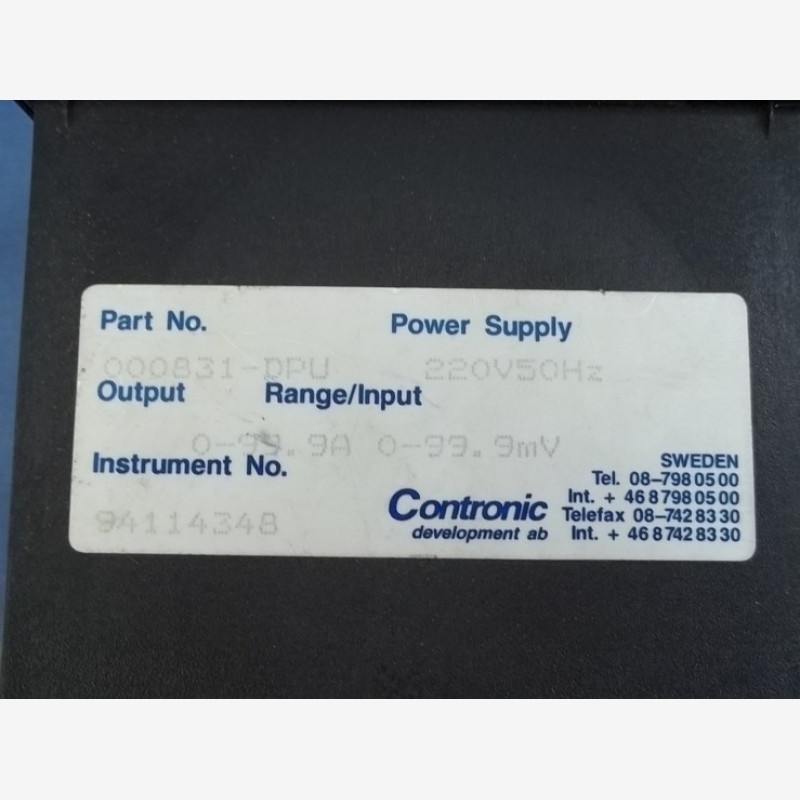 Part No. Power Supply
000831-DPU 220V50Hz
Output Range/Input
0-99.9A 0-99.9mV
Instrument No.
94114348
Contronic
development ab
SWEDEN
Tel. 08-798 05 00
Int. + 46 8 798 05 00
Telefax 08-742 83 30
Int. + 46 8 742 83 30